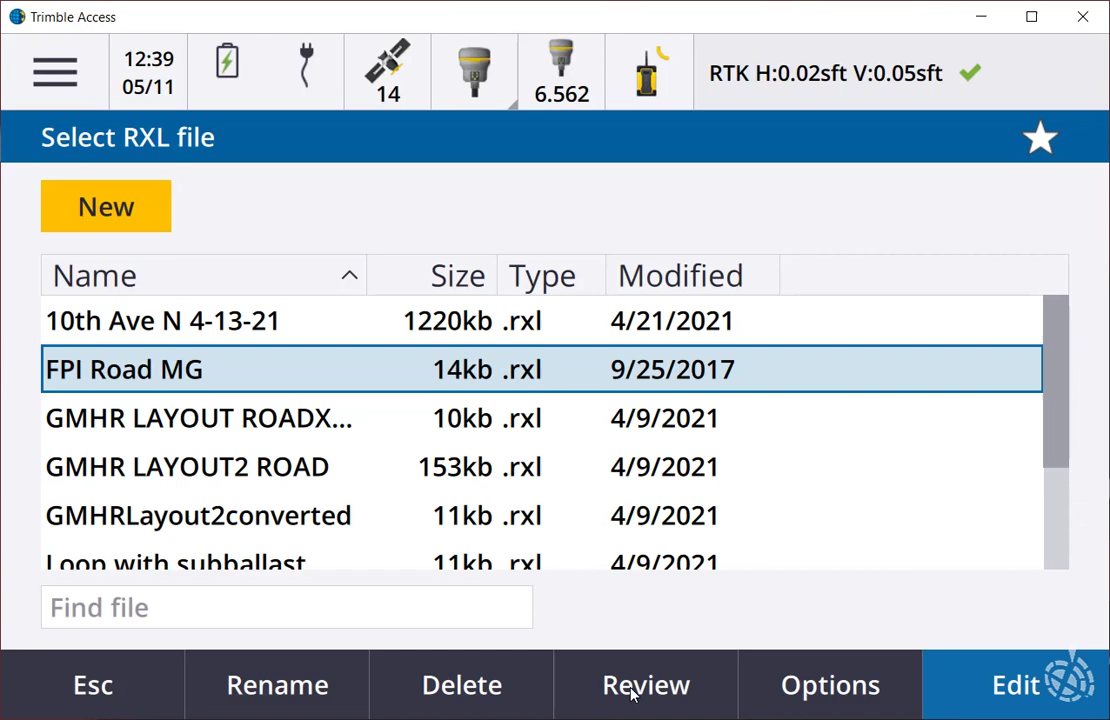 Trimble Access
12:39
05/11
14
6.562
RTK H:0.02sft V:0.05sft
Select RXL file
New
Name Size Type Modified
10th Ave N 4-13-21 1220kb .rxl 4/21/2021
FPI Road MG 14kb .rxl 9/25/2017
GMHR LAYOUT ROADX... 10kb .rxl 4/9/2021
GMHR LAYOUT2 ROAD 153kb .rxl 4/9/2021
GMHRLayout2converted 11kb .rxl 4/9/2021
Loop with subballast 11kb .rxl 4/9/2021
Find file
Esc Rename Delete Review Options Edit